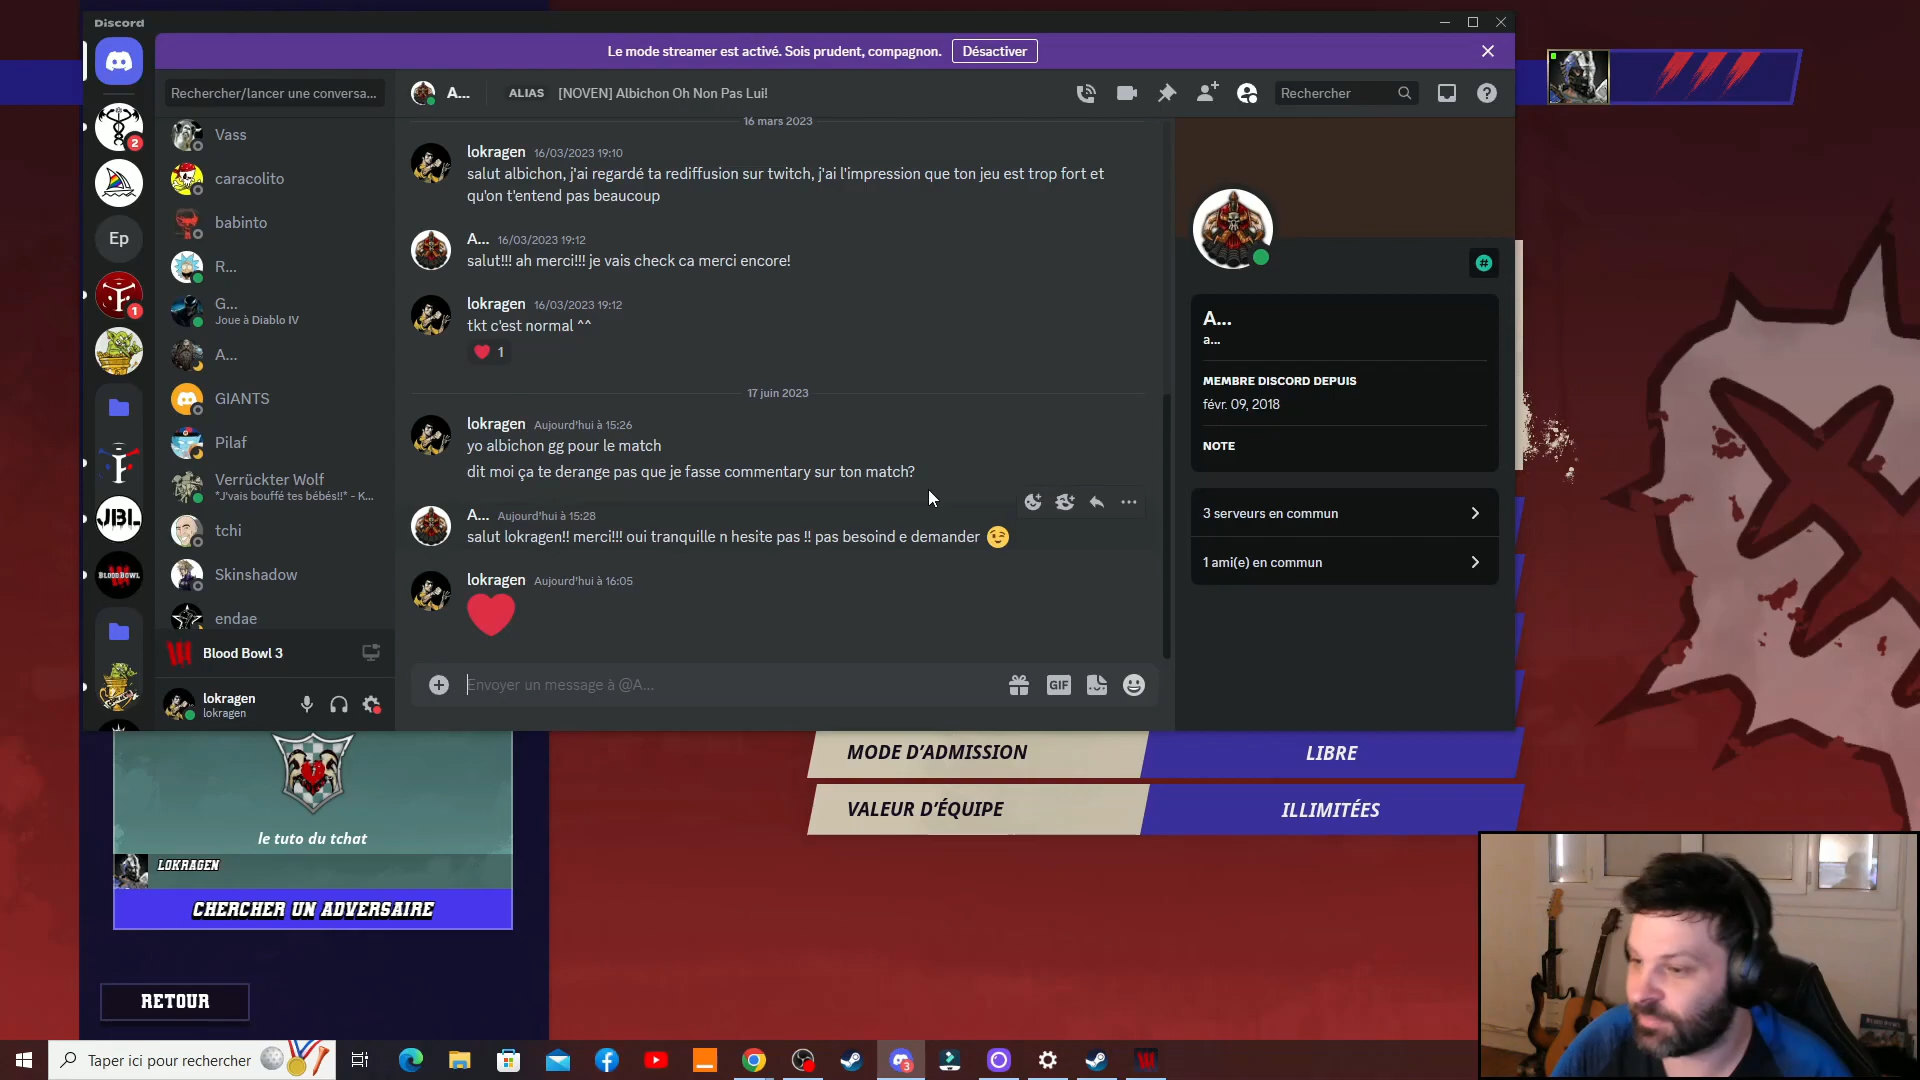 Discord
Le mode streamer est activé. Sois prudent, compagnon.
Désactiver
Rechercher/lancer une conversa...
A...
ALIAS
[NOVEN] Albichon Oh Non Pas Lui!
Rechercher
2
Ep
1
BLOOD BOWL
JBL
Vass
caracolito
babinto
R...
G...
Joue à Diablo IV
A...
GIANTS
Pilaf
Verrückter Wolf
*J'vais bouffé tes bébés!!* - K...
tchi
Skinshadow
endae
Blood Bowl 3
lokragen
lokragen
16 mars 2023
lokragen 16/03/2023 19:10
salut albichon, j'ai regardé ta rediffusion sur twitch, j'ai l'impression que ton jeu est trop fort et
qu'on t'entend pas beaucoup
A... 16/03/2023 19:12
salut!!! ah merci!!! je vais check ca merci encore!
lokragen 16/03/2023 19:12
tkt c'est normal ^^
1
17 juin 2023
lokragen Aujourd'hui à 15:26
yo albichon gg pour le match
dit moi ça te derange pas que je fasse commentary sur ton match?
A... Aujourd'hui à 15:28
salut lokragen!! merci!!! oui tranquille n hesite pas !! pas besoind e demander
lokragen Aujourd'hui à 16:05
Envoyer un message à @A...
GIF
A...
a...
MEMBRE DISCORD DEPUIS
févr. 09, 2018
NOTE
3 serveurs en commun
1 ami(e) en commun
MODE D'ADMISSION
LIBRE
VALEUR D'ÉQUIPE
ILLIMITÉES
le tuto du tchat
LOKRAGEN
CHERCHER UN ADVERSAIRE
RETOUR
Taper ici pour rechercher
3